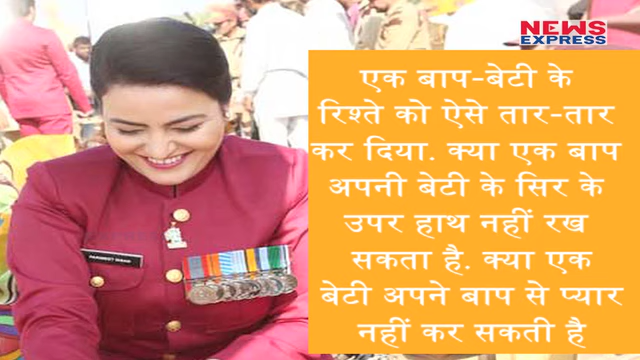 NEWS
EXPRESS
एक बाप-बेटी के
रिश्ते को ऐसे तार-तार
कर दिया. क्या एक बाप
अपनी बेटी के सिर के
उपर हाथ नहीं रख
सकता है. क्या एक
बेटी अपने बाप से प्यार
नहीं कर सकती है